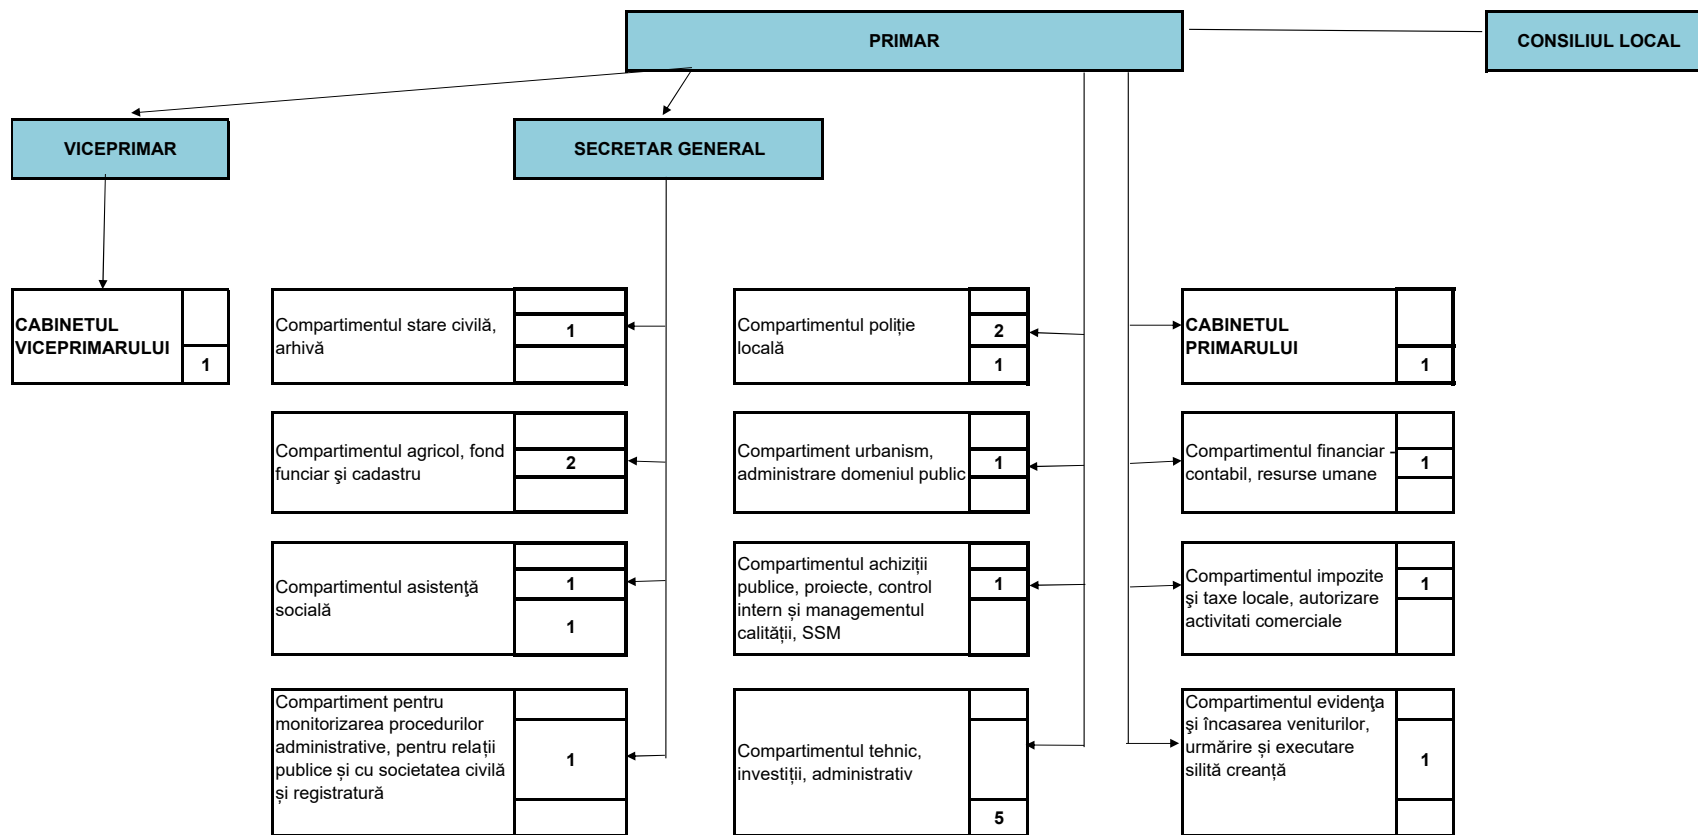 PRIMAR
CONSILIUL LOCAL
VICEPRIMAR
SECRETAR GENERAL
CABINETUL
VICEPRIMARULUI
1
Compartimentul stare civilă,
arhivă
1
Compartimentul poliție
locală
2
1
CABINETUL
PRIMARULUI
1
Compartimentul agricol, fond
funciar şi cadastru
2
Compartiment urbanism,
administrare domeniul public
1
Compartimentul financiar -
contabil, resurse umane
1
Compartimentul asistenţă
socială
1
1
Compartimentul achiziții
publice, proiecte, control
intern și managementul
calității, SSM
1
Compartimentul impozite
şi taxe locale, autorizare
activitati comerciale
1
Compartiment pentru
monitorizarea procedurilor
administrative, pentru relații
publice și cu societatea civilă
și registratură
1
Compartimentul tehnic,
investiții, administrativ
5
Compartimentul evidenţa
şi încasarea veniturilor,
urmărire și executare
silită creanță
1